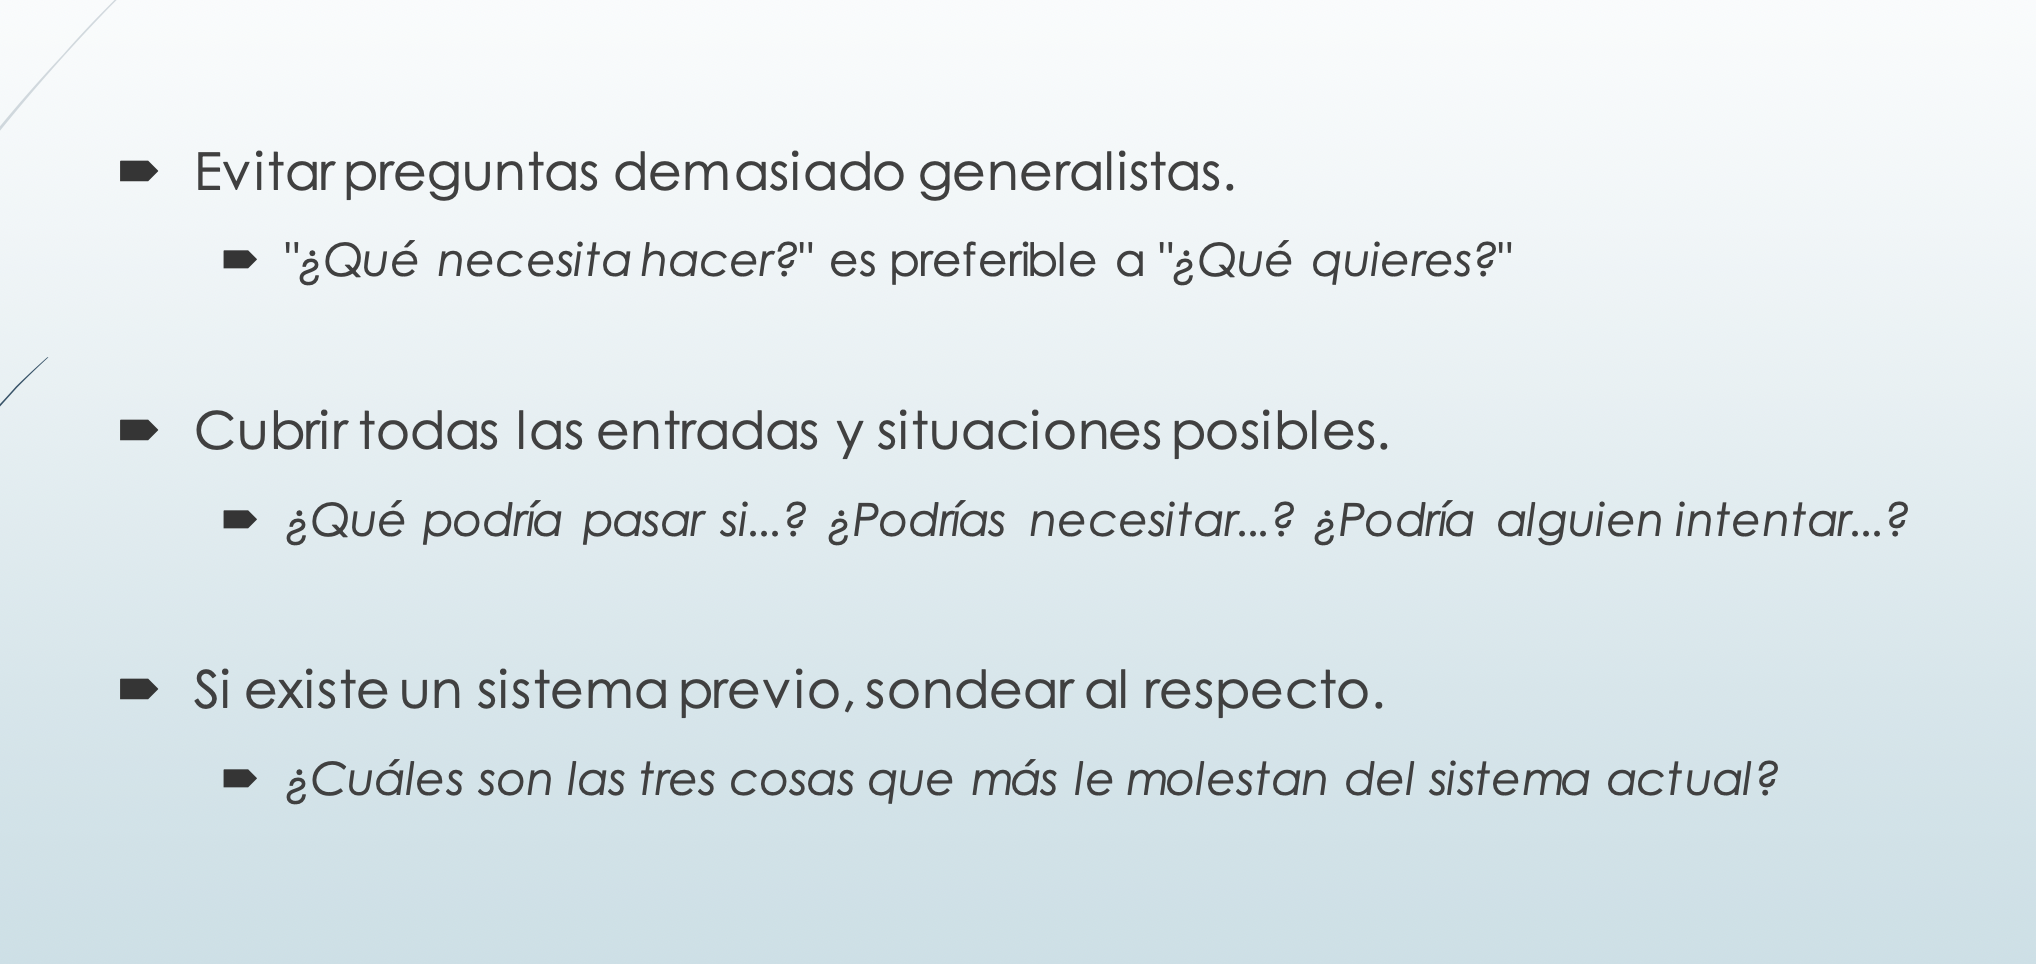 Evitar preguntas demasiado generalistas.
"¿Qué necesita hacer?" es preferible a "¿Qué quieres?"
Cubrir todas las entradas y situaciones posibles.
¿Qué podría pasar si...? ¿Podrías necesitar...? ¿Podría alguien intentar...?
Si existe un sistema previo, sondear al respecto.
¿Cuáles son las tres cosas que más le molestan del sistema actual?